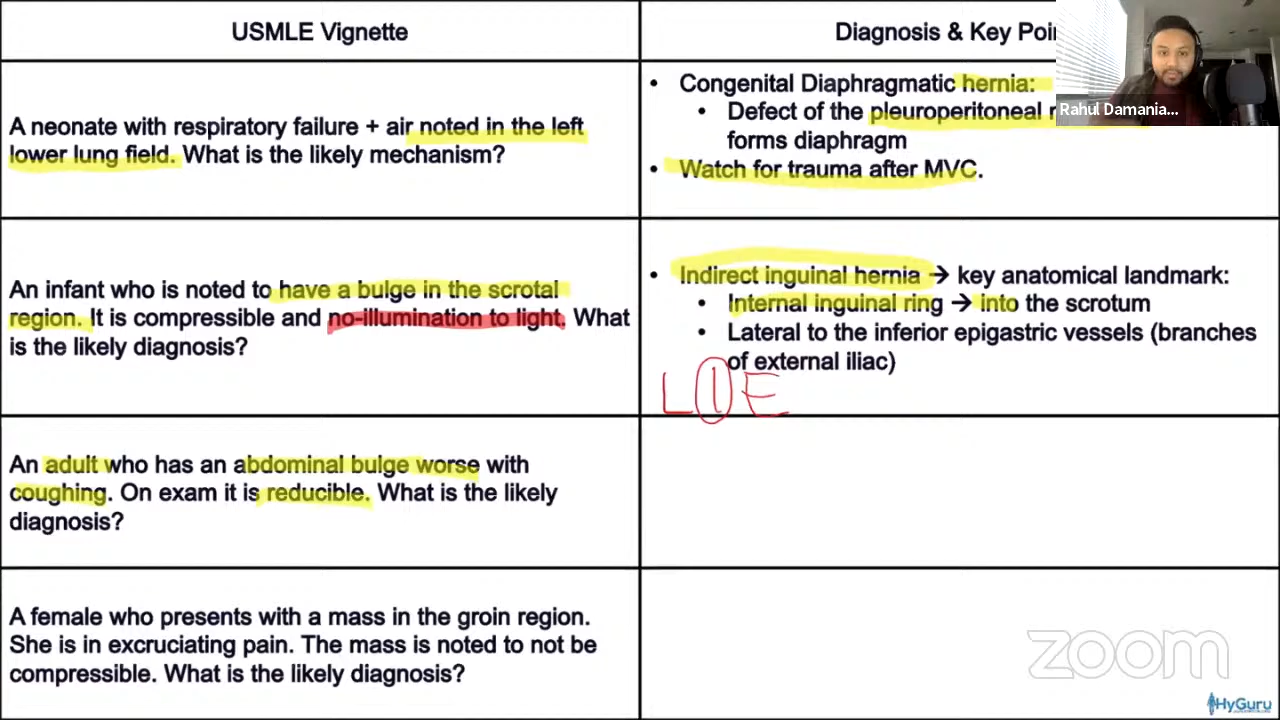 USMLE Vignette
Diagnosis & Key
Rahul Damania...
A neonate with respiratory failure + air noted in the left
lower lung field. What is the likely mechanism?
• Congenital Diaphragmatic hernia:
• Defect of the pleuroperitoneal
forms diaphragm
• Watch for trauma after MVC.
An infant who is noted to have a bulge in the scrotal
region. It is compressible and no-illumination to light. What
is the likely diagnosis?
• Indirect inguinal hernia → key anatomical landmark:
• Internal inguinal ring → into the scrotum
• Lateral to the inferior epigastric vessels (branches
of external iliac)
L I E
An adult who has an abdominal bulge worse with
coughing. On exam it is reducible. What is the likely
diagnosis?
A female who presents with a mass in the groin region.
She is in excruciating pain. The mass is noted to not be
compressible. What is the likely diagnosis?
zoom
HyGuru